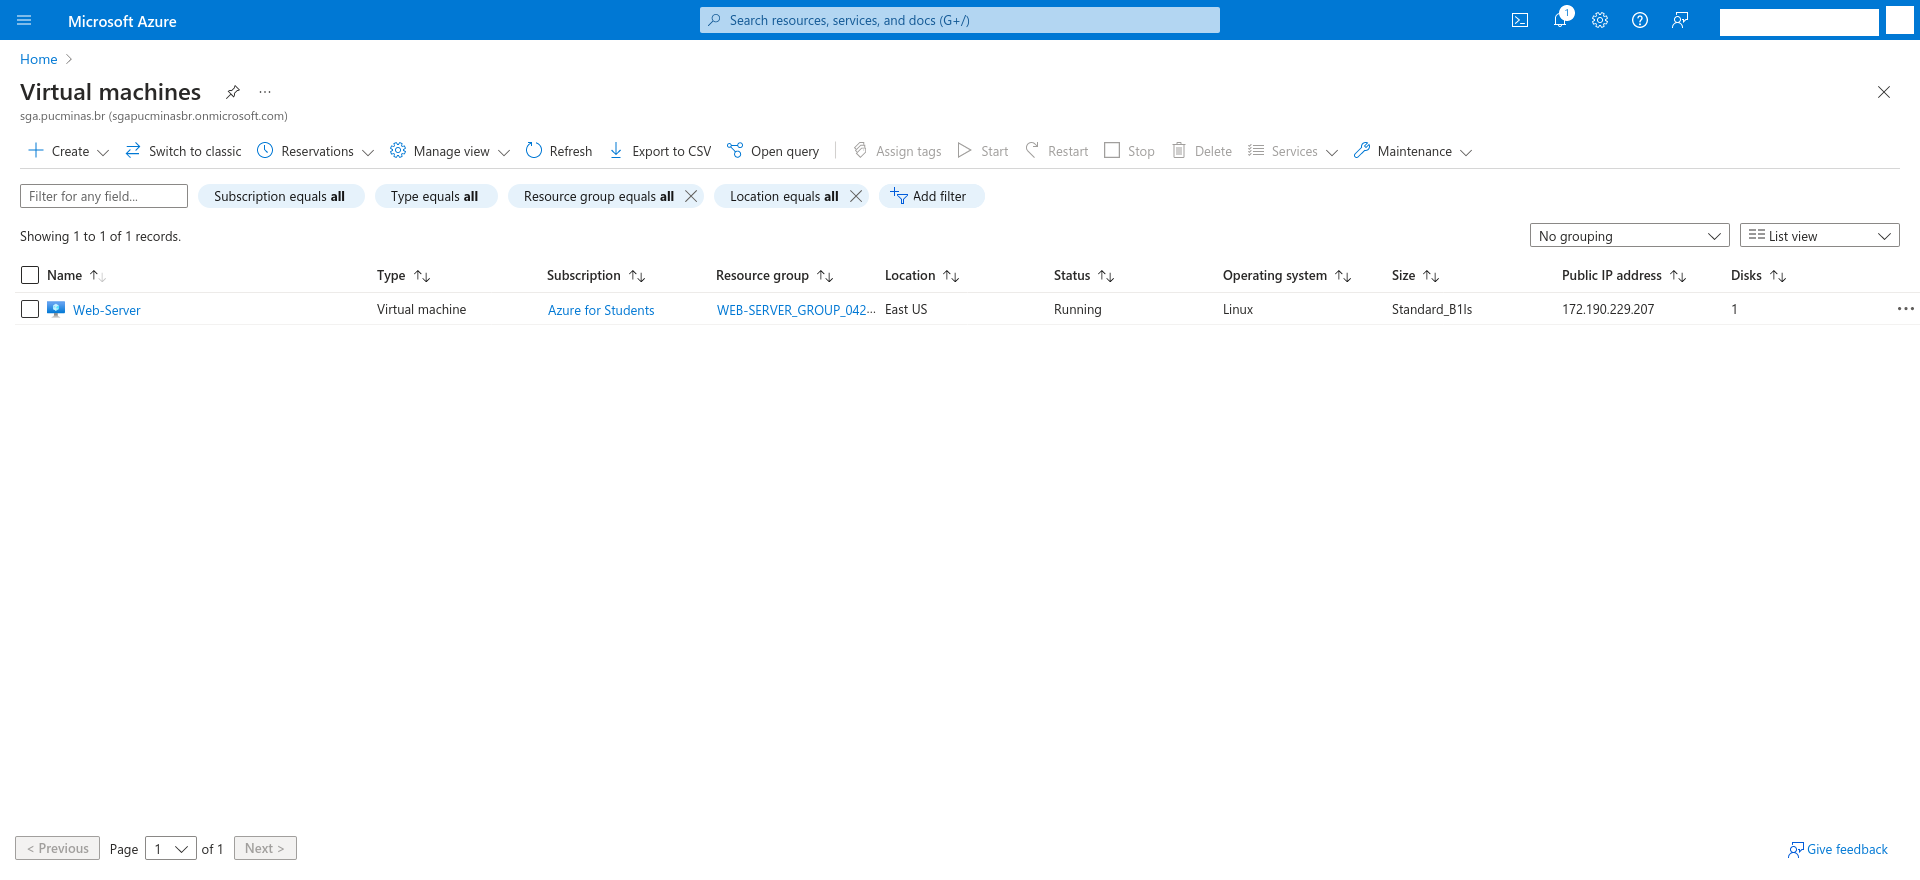 Microsoft Azure
Search resources, services, and docs (G+/)
1
Home
Virtual machines
sga.pucminas.br (sgapucminasbr.onmicrosoft.com)
Create Switch to classic Reservations Manage view Refresh Export to CSV Open query Assign tags Start Restart Stop Delete Services Maintenance
Filter for any field... Subscription equals all Type equals all Resource group equals all Location equals all Add filter
Showing 1 to 1 of 1 records. No grouping List view
Name Type Subscription Resource group Location Status Operating system Size Public IP address Disks
Web-Server Virtual machine Azure for Students WEB-SERVER_GROUP_042... East US Running Linux Standard_B1ls 172.190.229.207 1
< Previous Page 1 of 1 Next > Give feedback